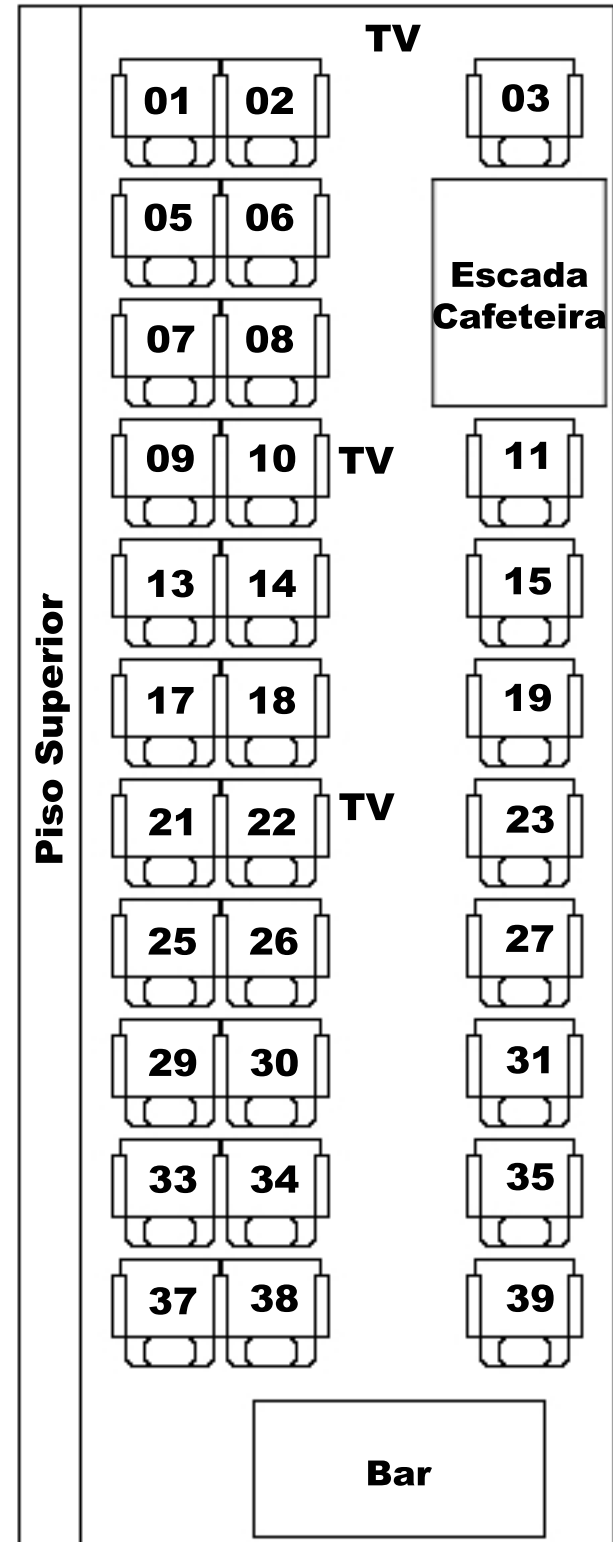 TV
01 02 03
05 06
Escada
Cafeteira
07 08
09 10 TV 11
13 14 15
Piso Superior
17 18 19
21 22 TV 23
25 26 27
29 30 31
33 34 35
37 38 39
Bar